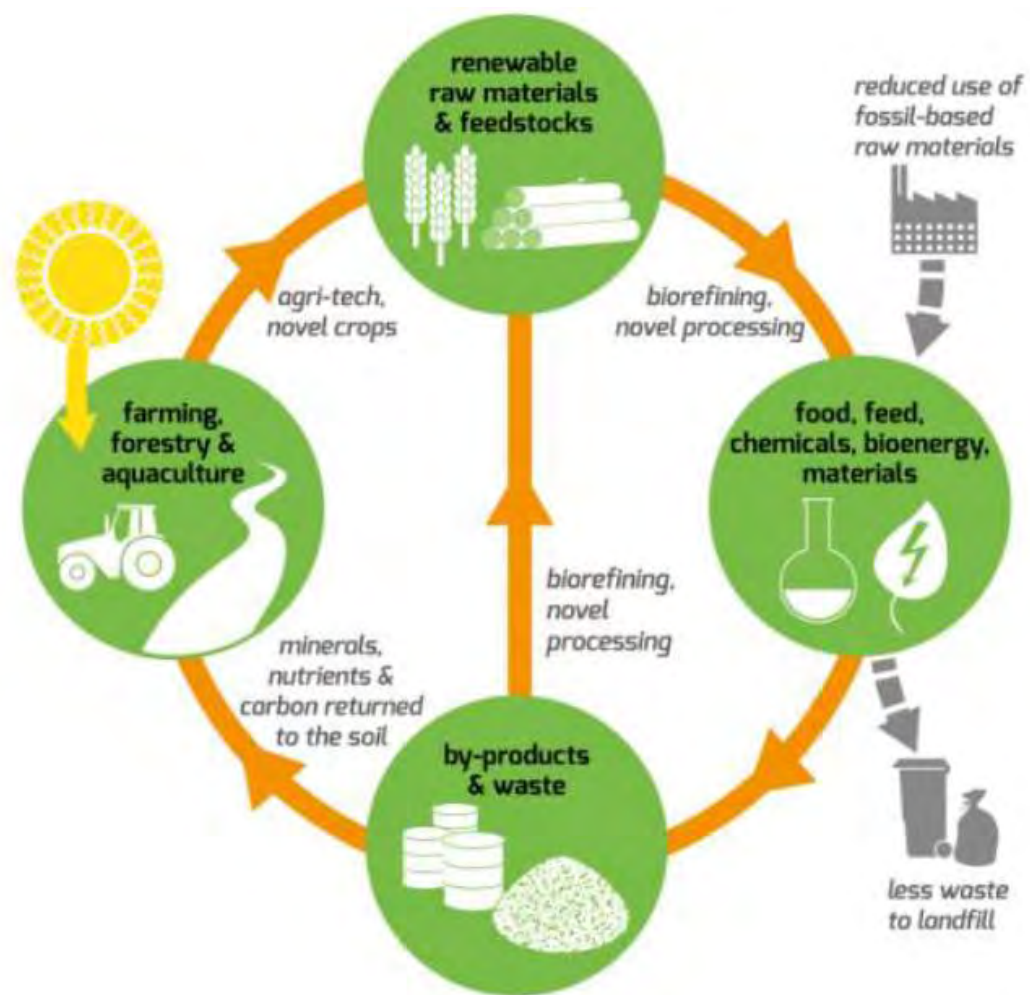 renewable
raw materials
& feedstocks
reduced use of
fossil-based
raw materials
agri-tech,
novel crops
biorefining,
novel processing
farming,
forestry &
aquaculture
food, feed,
chemicals, bioenergy,
materials
biorefining,
novel
processing
minerals,
nutrients &
carbon returned
to the soil
by-products
& waste
less waste
to landfill